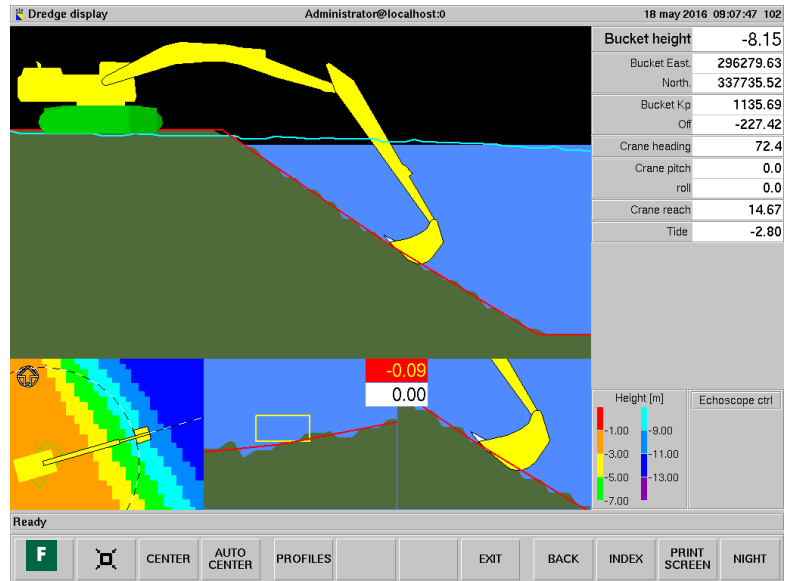 Dredge display Administrator@localhost:0 18 may 2016 09:07:47 102
Bucket height -8.15
Bucket East. 296279.63
North. 337735.52
Bucket Kp 1135.69
Off -227.42
Crane heading 72.4
Crane pitch 0.0
roll 0.0
Crane reach 14.67
Tide -2.80
-0.09
0.00
Height [m]
-1.00 -9.00
-3.00 -11.00
-5.00 -13.00
-7.00
Echoscope ctrl
Ready
F CENTER AUTO CENTER PROFILES EXIT BACK INDEX PRINT SCREEN NIGHT